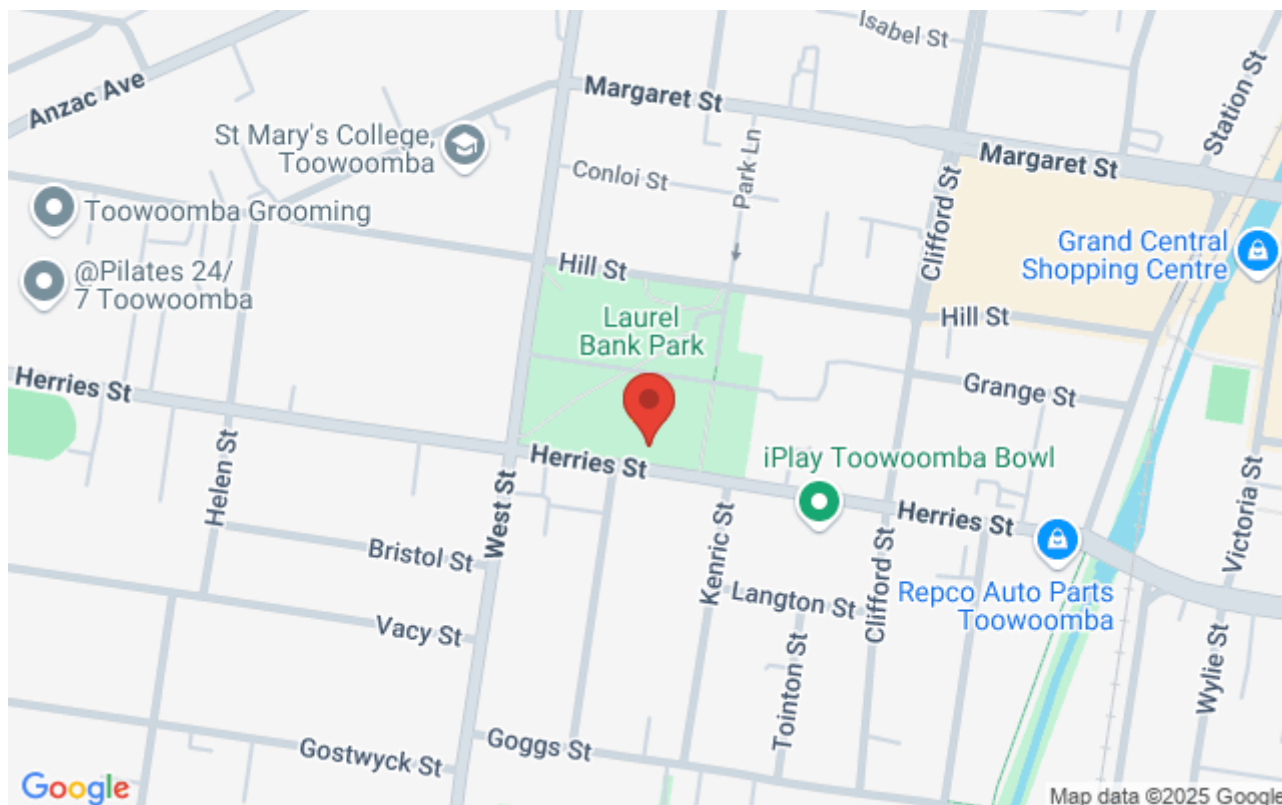 Isabel St
Station St
Anzac Ave
Margaret St
St Mary's College,
Toowoomba
Park Ln
Margaret St
Conloi St
Clifford St
Toowoomba Grooming
Grand Central
Shopping Centre
Hill St
@Pilates 24/
7 Toowoomba
Laurel
Bank Park
Hill St
Herries St
Grange St
Herries St
iPlay Toowoomba Bowl
Helen St
West St
Victoria St
Herries St
Kenric St
Bristol St
Clifford St
Langton St
Repco Auto Parts
Toowoomba
Vacy St
Tointon St
Wylie St
Goggs St
Gostwyck St
Google
Map data ©2025 Google